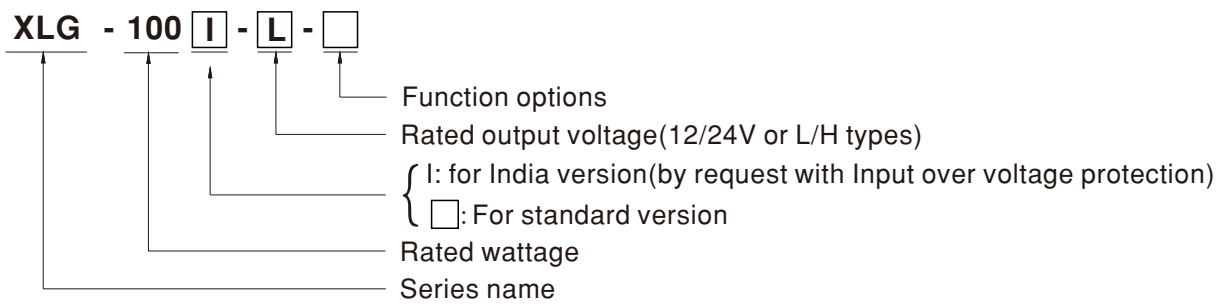 XLG - 100 I - L - □
Function options
Rated output voltage(12/24V or L/H types)
I: for India version(by request with Input over voltage protection)
□: For standard version
Rated wattage
Series name